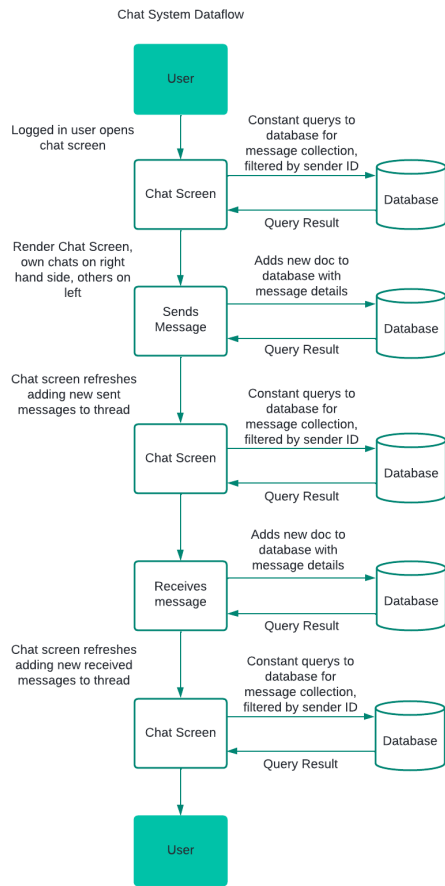 Chat System Dataflow
User
Logged in user opens
chat screen
Constant querys to
database for
message collection,
filtered by sender ID
Chat Screen
Database
Query Result
Render Chat Screen,
own chats on right
hand side, others on
left
Adds new doc to
database with
message details
Sends
Message
Database
Query Result
Chat screen refreshes
adding new sent
messages to thread
Constant querys to
database for
message collection,
filtered by sender ID
Chat Screen
Database
Query Result
Adds new doc to
database with
message details
Receives
message
Database
Query Result
Chat screen refreshes
adding new received
messages to thread
Constant querys to
database for
message collection,
filtered by sender ID
Chat Screen
Database
Query Result
User